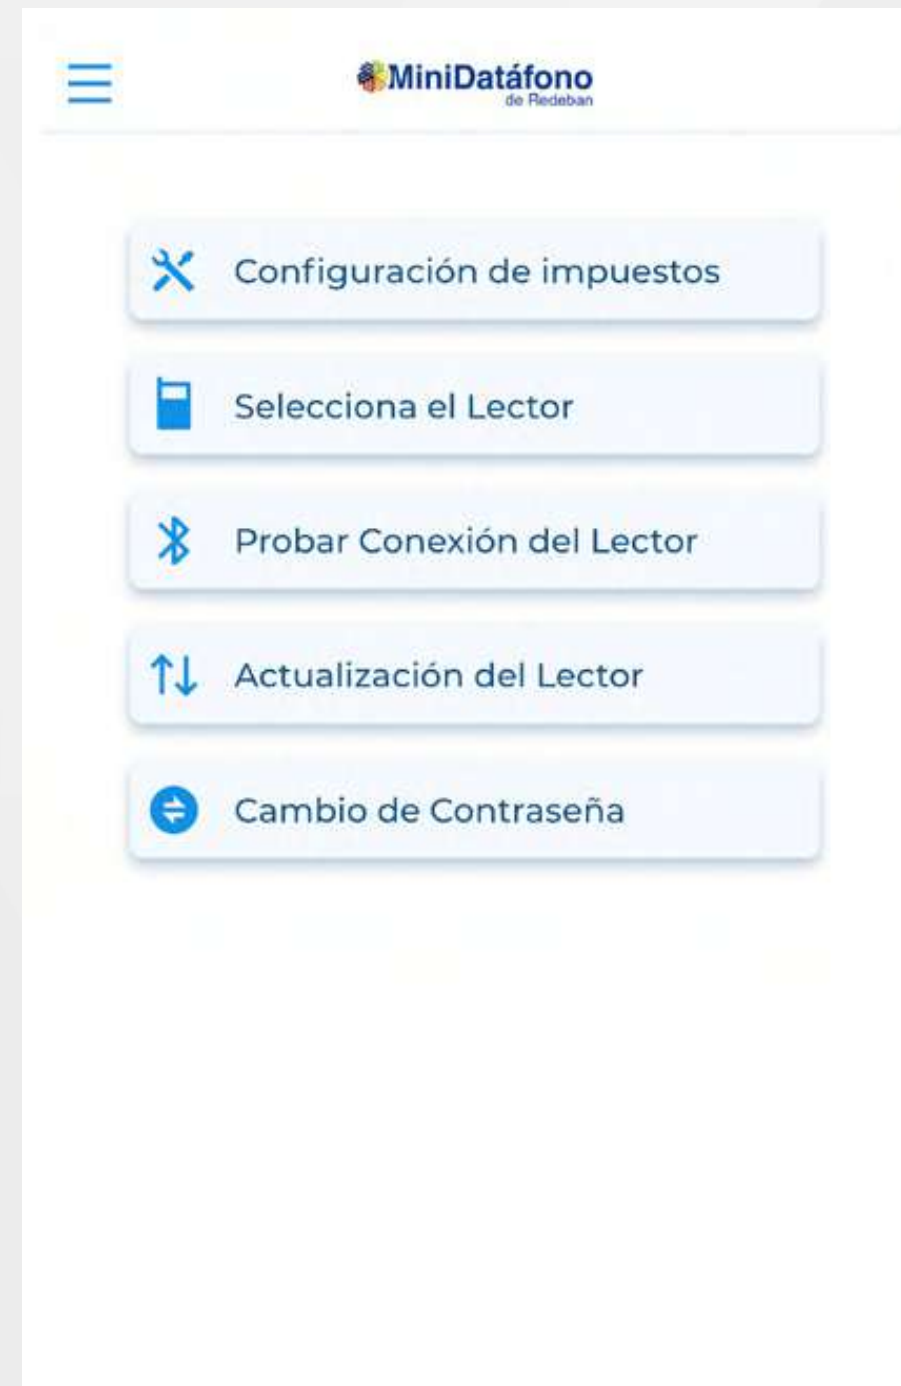 MiniDatáfono
de Redeban
Configuración de impuestos
Selecciona el Lector
Probar Conexión del Lector
Actualización del Lector
Cambio de Contraseña